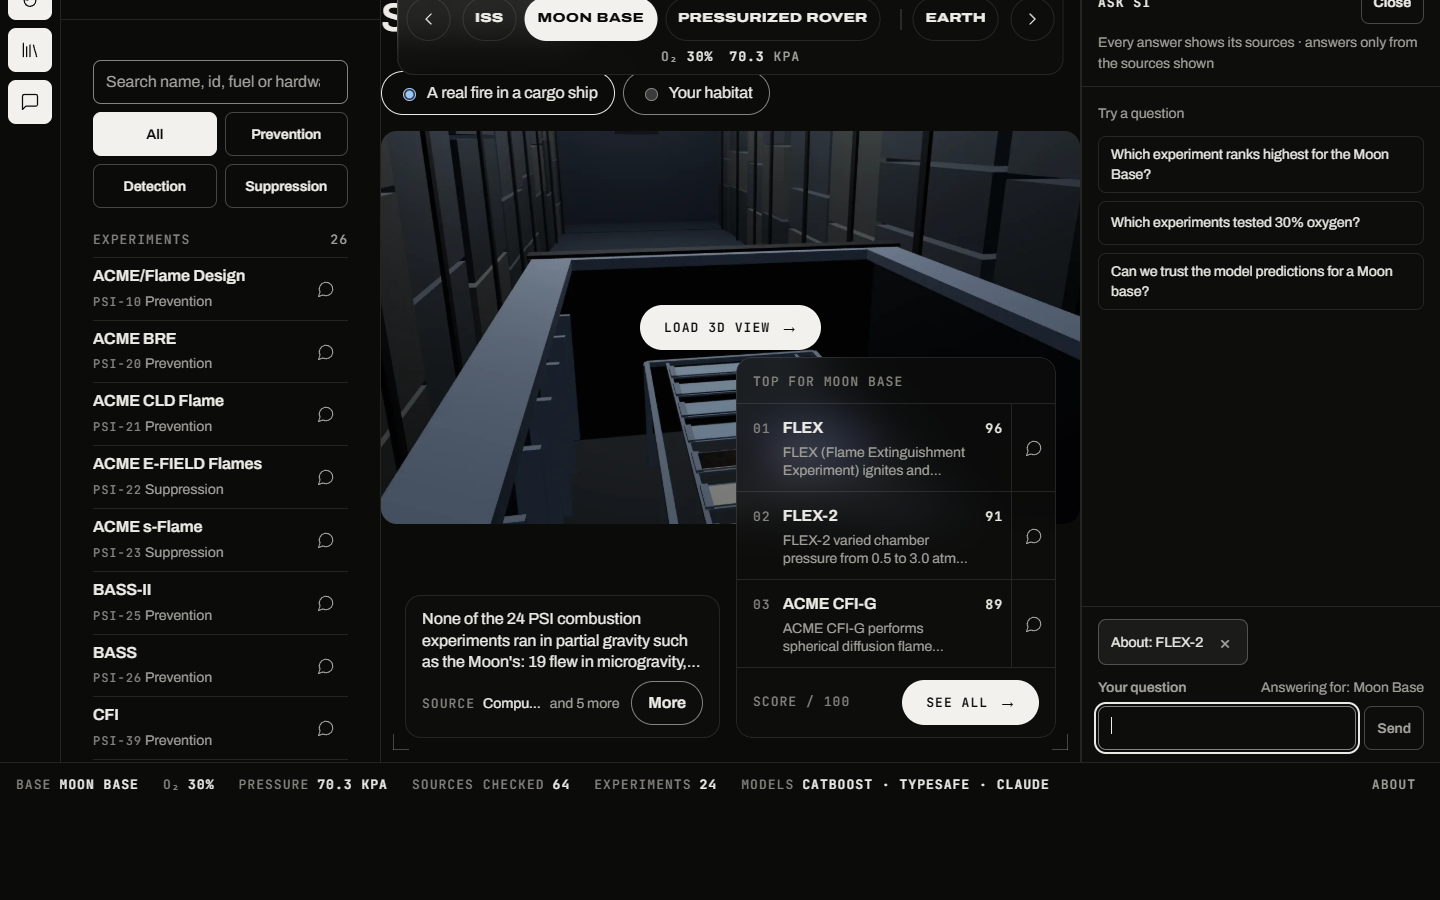 ISS
MOON BASE
PRESSURIZED ROVER
EARTH
O₂ 30% 70.3 KPA
A real fire in a cargo ship
Your habitat
LOAD 3D VIEW →
Search name, id, fuel or hardw
All
Prevention
Detection
Suppression
EXPERIMENTS 26
ACME/Flame Design
PSI-10 Prevention
ACME BRE
PSI-20 Prevention
ACME CLD Flame
PSI-21 Prevention
ACME E-FIELD Flames
PSI-22 Suppression
ACME s-Flame
PSI-23 Suppression
BASS-II
PSI-25 Prevention
BASS
PSI-26 Prevention
CFI
PSI-39 Prevention
TOP FOR MOON BASE
01 FLEX 96
FLEX (Flame Extinguishment
Experiment) ignites and...
02 FLEX-2 91
FLEX-2 varied chamber
pressure from 0.5 to 3.0 atm...
03 ACME CFI-G 89
ACME CFI-G performs
spherical diffusion flame...
SCORE / 100
SEE ALL →
None of the 24 PSI combustion
experiments ran in partial gravity such
as the Moon's: 19 flew in microgravity,...
SOURCE Compu... and 5 more
More
ASK SI
Close
Every answer shows its sources · answers only from
the sources shown
Try a question
Which experiment ranks highest for the Moon
Base?
Which experiments tested 30% oxygen?
Can we trust the model predictions for a Moon
base?
About: FLEX-2 ×
Your question
Answering for: Moon Base
Send
BASE MOON BASE O₂ 30% PRESSURE 70.3 KPA SOURCES CHECKED 64 EXPERIMENTS 24 MODELS CATBOOST · TYPESAFE · CLAUDE ABOUT